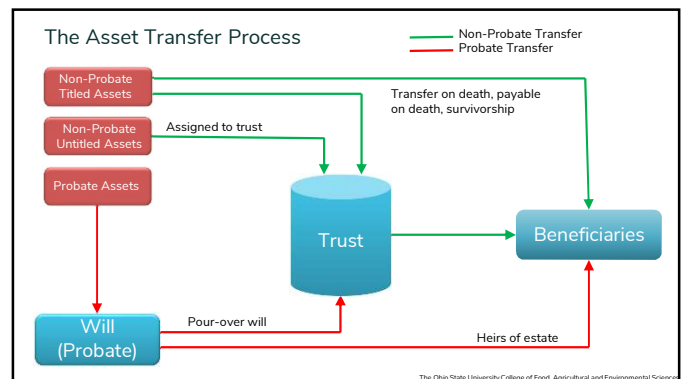 The Asset Transfer Process
Non-Probate Transfer
Probate Transfer
Non-Probate
Titled Assets
Transfer on death, payable
on death, survivorship
Non-Probate
Untitled Assets
Assigned to trust
Probate Assets
Trust
Beneficiaries
Will
(Probate)
Pour-over will
Heirs of estate
The Ohio State University College of Food, Agricultural and Environmental Sciences